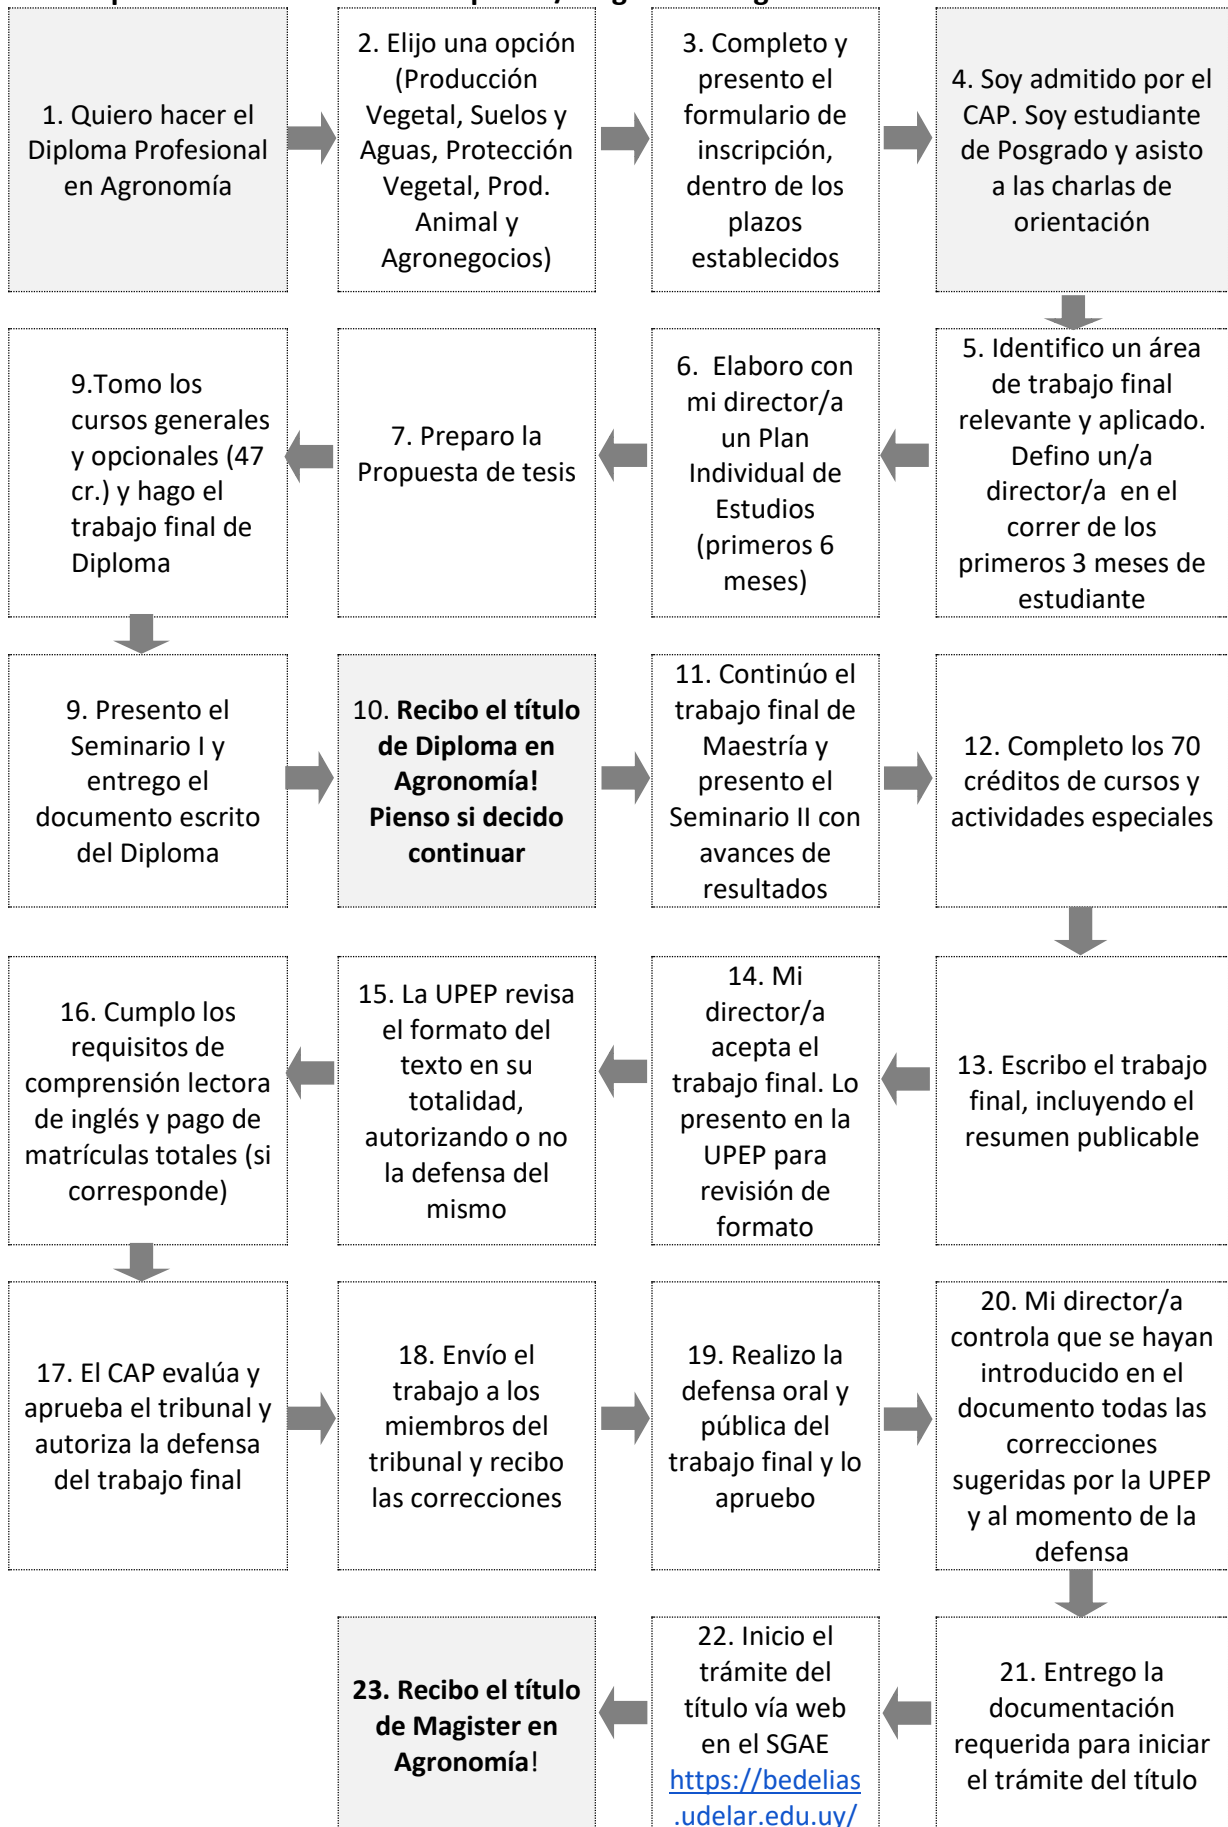 1. Quiero hacer el
Diploma Profesional
en Agronomía
2. Elijo una opción
(Producción
Vegetal, Suelos y
Aguas, Protección
Vegetal, Prod.
Animal y
Agronegocios)
3. Completo y
presento el
formulario de
inscripción,
dentro de los
plazos
establecidos
4. Soy admitido por el
CAP. Soy estudiante
de Posgrado y asisto
a las charlas de
orientación
5. Identifico un área
de trabajo final
relevante y aplicado.
Defino un/a
director/a en el
correr de los
primeros 3 meses de
estudiante
6. Elaboro con
mi director/a
un Plan
Individual de
Estudios
(primeros 6
meses)
7. Preparo la
Propuesta de tesis
9.Tomo los
cursos generales
y opcionales (47
cr.) y hago el
trabajo final de
Diploma
9. Presento el
Seminario I y
entrego el
documento escrito
del Diploma
10. Recibo el título
de Diploma en
Agronomía!
Pienso si decido
continuar
11. Continúo el
trabajo final de
Maestría y
presento el
Seminario II con
avances de
resultados
12. Completo los 70
créditos de cursos y
actividades especiales
13. Escribo el trabajo
final, incluyendo el
resumen publicable
14. Mi
director/a
acepta el
trabajo final. Lo
presento en la
UPEP para
revisión de
formato
15. La UPEP revisa
el formato del
texto en su
totalidad,
autorizando o no
la defensa del
mismo
16. Cumplo los
requisitos de
comprensión lectora
de inglés y pago de
matrículas totales (si
corresponde)
17. El CAP evalúa y
aprueba el tribunal y
autoriza la defensa
del trabajo final
18. Envío el
trabajo a los
miembros del
tribunal y recibo
las correcciones
19. Realizo la
defensa oral y
pública del
trabajo final y lo
apruebo
20. Mi director/a
controla que se hayan
introducido en el
documento todas las
correcciones
sugeridas por la UPEP
y al momento de la
defensa
21. Entrego la
documentación
requerida para iniciar
el trámite del título
22. Inicio el
trámite del
título vía web
en el SGAE
https://bedelias
.udelar.edu.uy/
23. Recibo el título
de Magister en
Agronomía!